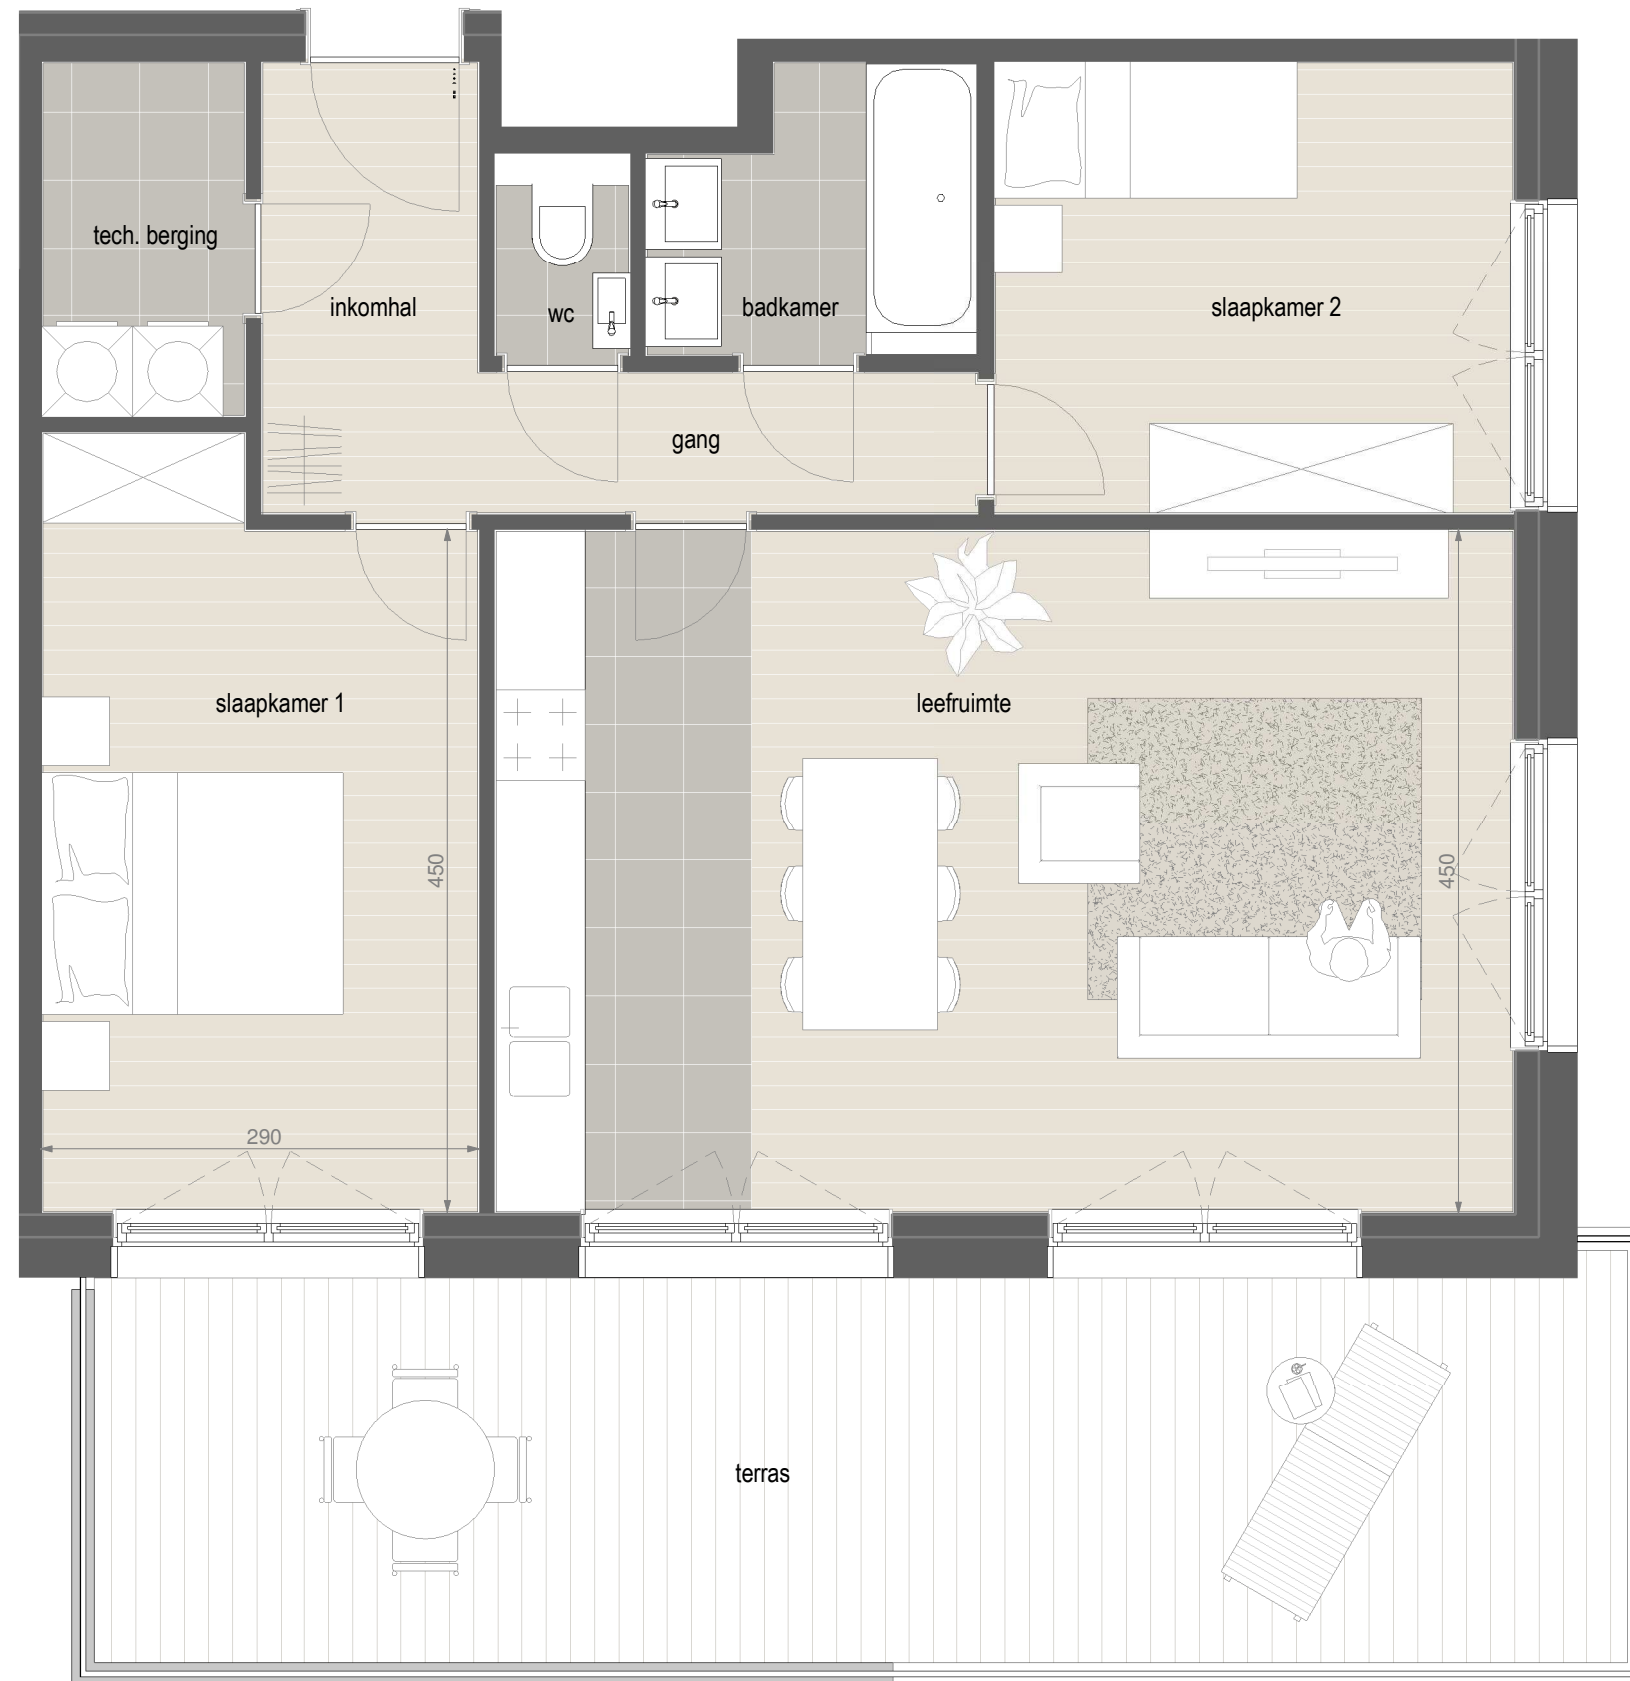 tech. berging
inkomhal
wc
badkamer
slaapkamer 2
gang
slaapkamer 1
leefruimte
450
450
290
terras